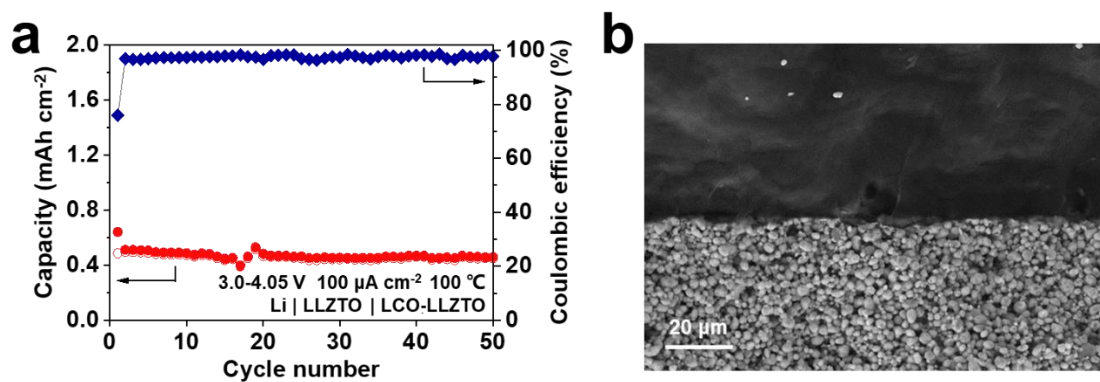 a
b
2.0
1.6
1.2
0.8
0.4
0.0
Capacity (mAh cm-2)
100
80
60
40
20
0
Coulombic efficiency (%)
3.0-4.05 V 100 μA cm-2 100 ℃
Li | LLZTO | LCO-LLZTO
0 10 20 30 40 50
Cycle number
20 μm